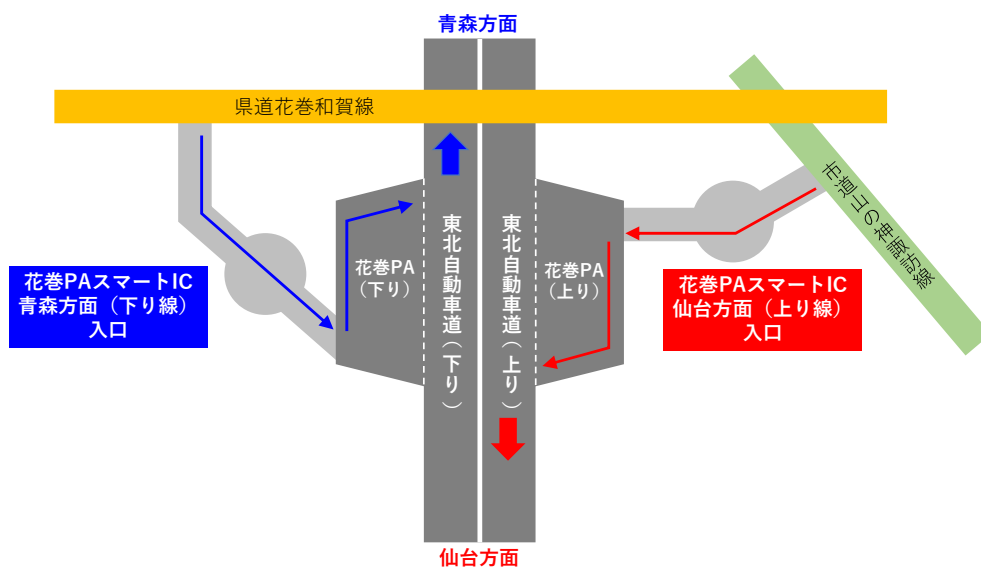 青森方面
県道花巻和賀線
市道山の神諏訪線
東北自動車道(下り)
東北自動車道(上り)
花巻PA
(下り)
花巻PA
(上り)
花巻PAスマートIC
青森方面(下り線)
入口
花巻PAスマートIC
仙台方面(上り線)
入口
仙台方面